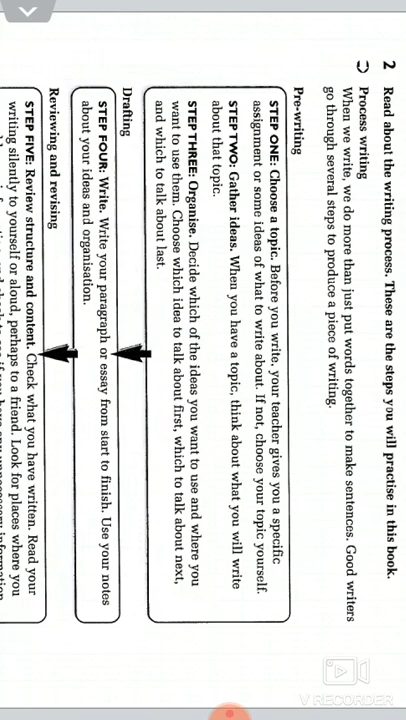 2 Read about the writing process. These are the steps you will practise in this book.
Process writing
When we write, we do more than just put words together to make sentences. Good writers
go through several steps to produce a piece of writing.
Pre-writing
STEP ONE: Choose a topic. Before you write, your teacher gives you a specific
assignment or some ideas of what to write about. If not, choose your topic yourself.
STEP TWO: Gather ideas. When you have a topic, think about what you will write
about that topic.
STEP THREE: Organise. Decide which of the ideas you want to use and where you
want to use them. Choose which idea to talk about first, which to talk about next,
and which to talk about last.
Drafting
STEP FOUR: Write. Write your paragraph or essay from start to finish. Use your notes
about your ideas and organisation.
Reviewing and revising
STEP FIVE: Review structure and content. Check what you have written. Read your
writing silently to yourself or aloud, perhaps to a friend. Look for places where you
V RECORDER